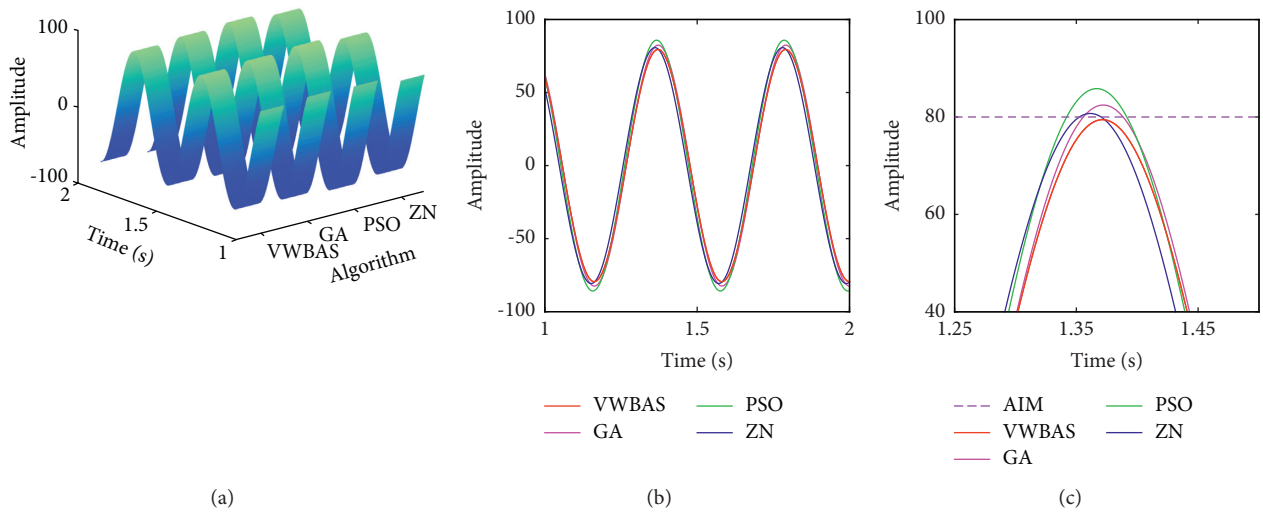 100
0
-100
Amplitude
2
1.5
1
Time (s)
VWBAS
GA
PSO
ZN
Algorithm
(a)
100
50
0
-50
-100
Amplitude
1
1.5
2
Time (s)
VWBAS
GA
PSO
ZN
(b)
100
80
60
40
Amplitude
1.25
1.35
1.45
Time (s)
AIM
VWBAS
GA
PSO
ZN
(c)